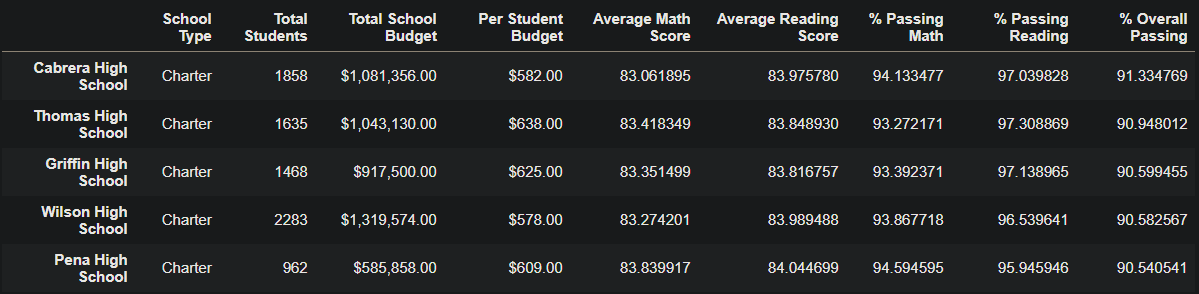 School Type Total Students Total School Budget Per Student Budget Average Math Score Average Reading Score % Passing Math % Passing Reading % Overall Passing
Cabrera High School Charter 1858 $1,081,356.00 $582.00 83.061895 83.975780 94.133477 97.039828 91.334769
Thomas High School Charter 1635 $1,043,130.00 $638.00 83.418349 83.848930 93.272171 97.308869 90.948012
Griffin High School Charter 1468 $917,500.00 $625.00 83.351499 83.816757 93.392371 97.138965 90.599455
Wilson High School Charter 2283 $1,319,574.00 $578.00 83.274201 83.989488 93.867718 96.539641 90.582567
Pena High School Charter 962 $585,858.00 $609.00 83.839917 84.044699 94.594595 95.945946 90.540541